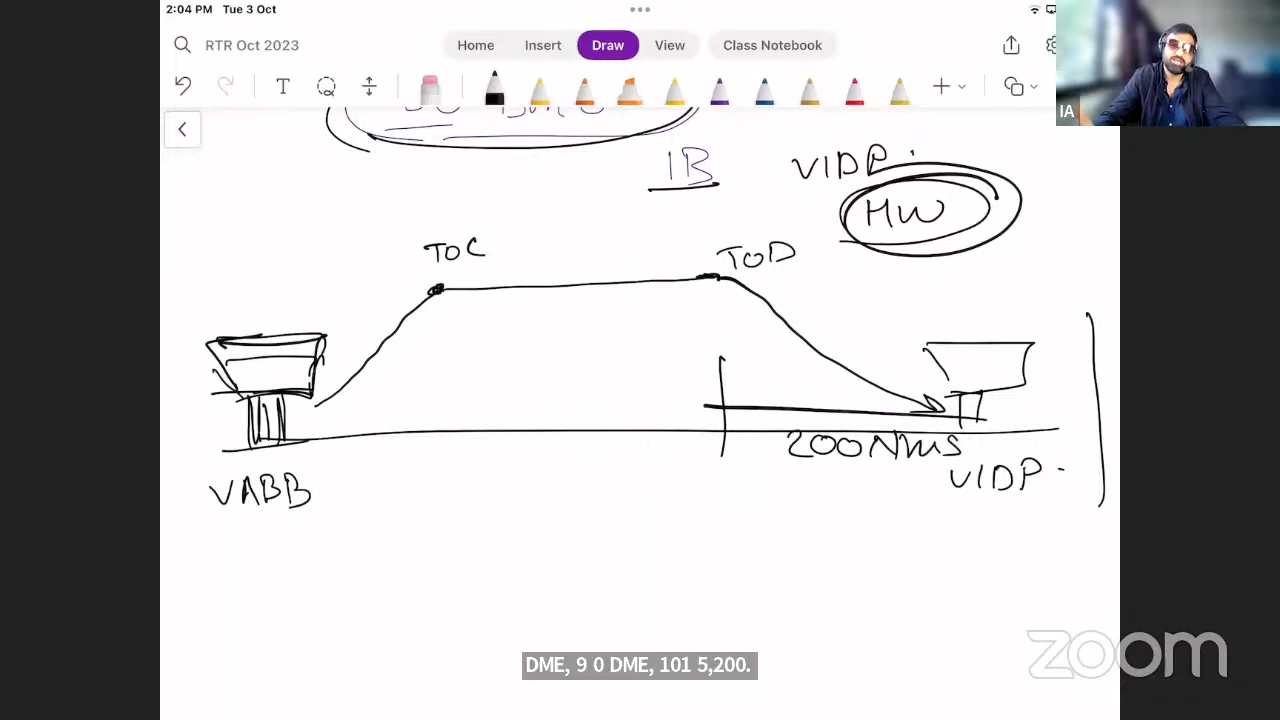 2:04 PM Tue 3 Oct
RTR Oct 2023
Home Insert Draw View Class Notebook
T
IA
1B
VIDP.
HW
TOC
TOD
200Nms
VABB
VIDP.
zoom
DME, 9 0 DME, 101 5,200.